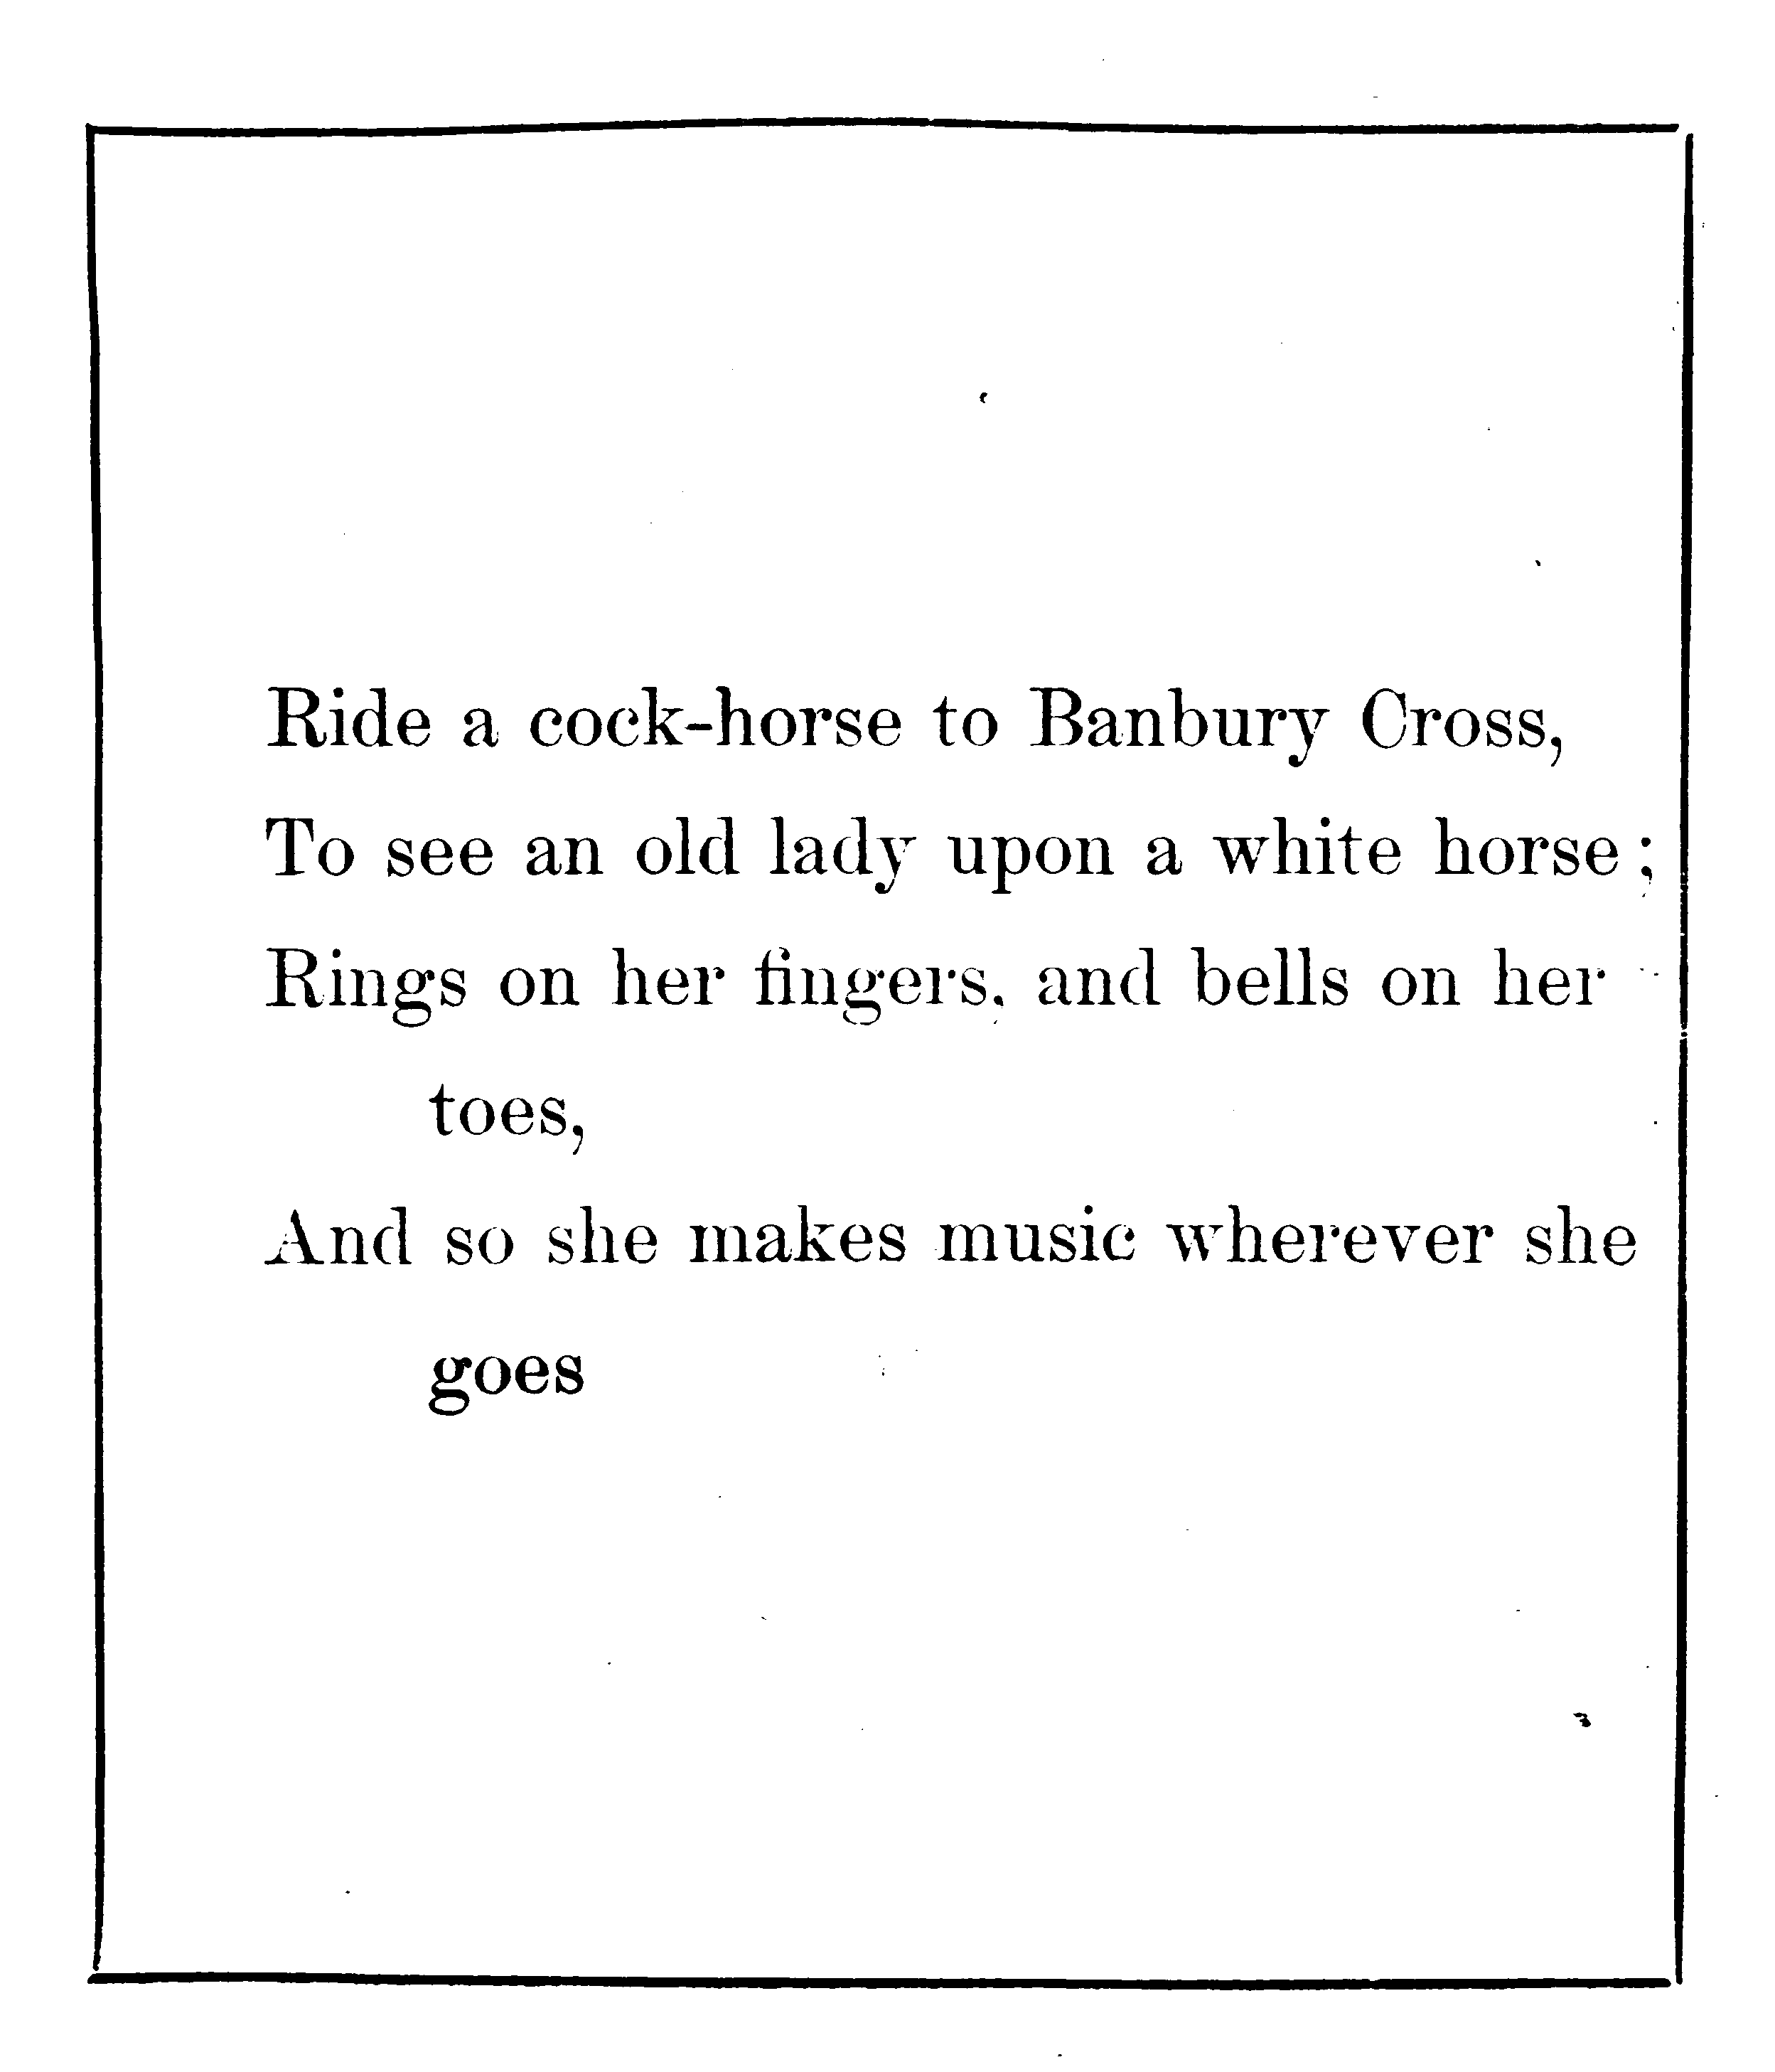 Ride a cock-horse to Banbury Cross,
To see an old lady upon a white horse;
Rings on her fingers, and bells on her
toes,
And so she makes music wherever she
goes